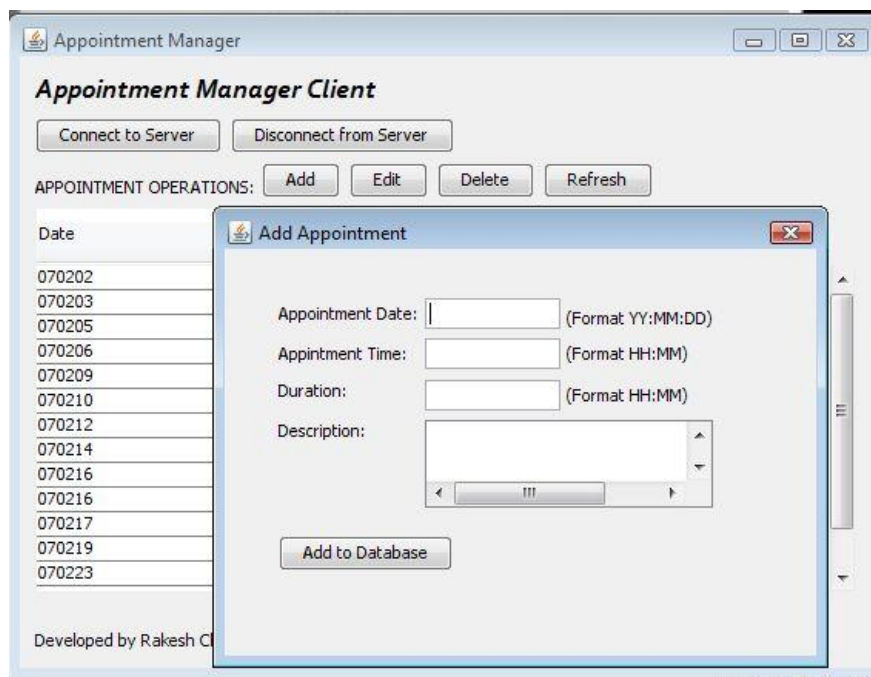 Appointment Manager
Appointment Manager Client
Connect to Server Disconnect from Server
APPOINTMENT OPERATIONS: Add Edit Delete Refresh
Date
070202
070203
070205
070206
070209
070210
070212
070214
070216
070216
070217
070219
070223
Developed by Rakesh
Add Appointment
Appointment Date: (Format YY:MM:DD)
Appintment Time: (Format HH:MM)
Duration: (Format HH:MM)
Description:
Add to Database